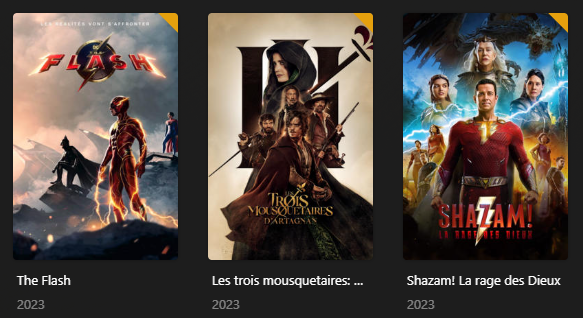 LES RÉALITÉS VONT S'AFFRONTER
THE
FLASH
LES
TROIS
MOUSQUETAIRES
D'ARTAGNAN
SHAZAM!
LA RAGE DES DIEUX
The Flash
Les trois mousquetaires: ...
Shazam! La rage des Dieux
2023
2023
2023